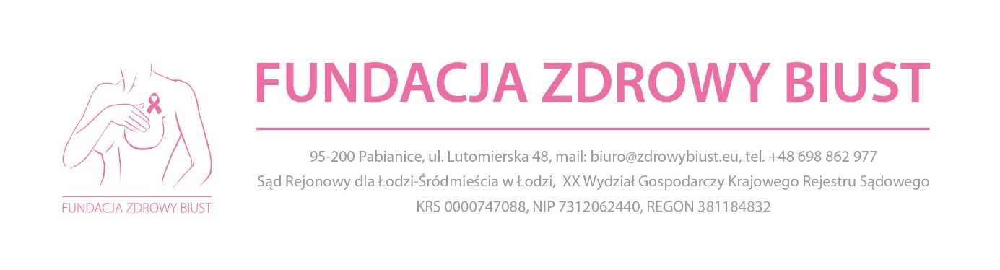 FUNDACJA ZDROWY BIUST
95-200 Pabianice, ul. Lutomierska 48, mail: biuro@zdrowybiust.eu, tel. +48 698 862 977
Sąd Rejonowy dla Łodzi-Śródmieścia w Łodzi, XX Wydział Gospodarczy Krajowego Rejestru Sądowego
KRS 0000747088, NIP 7312062440, REGON 381184832
FUNDACJA ZDROWY BIUST